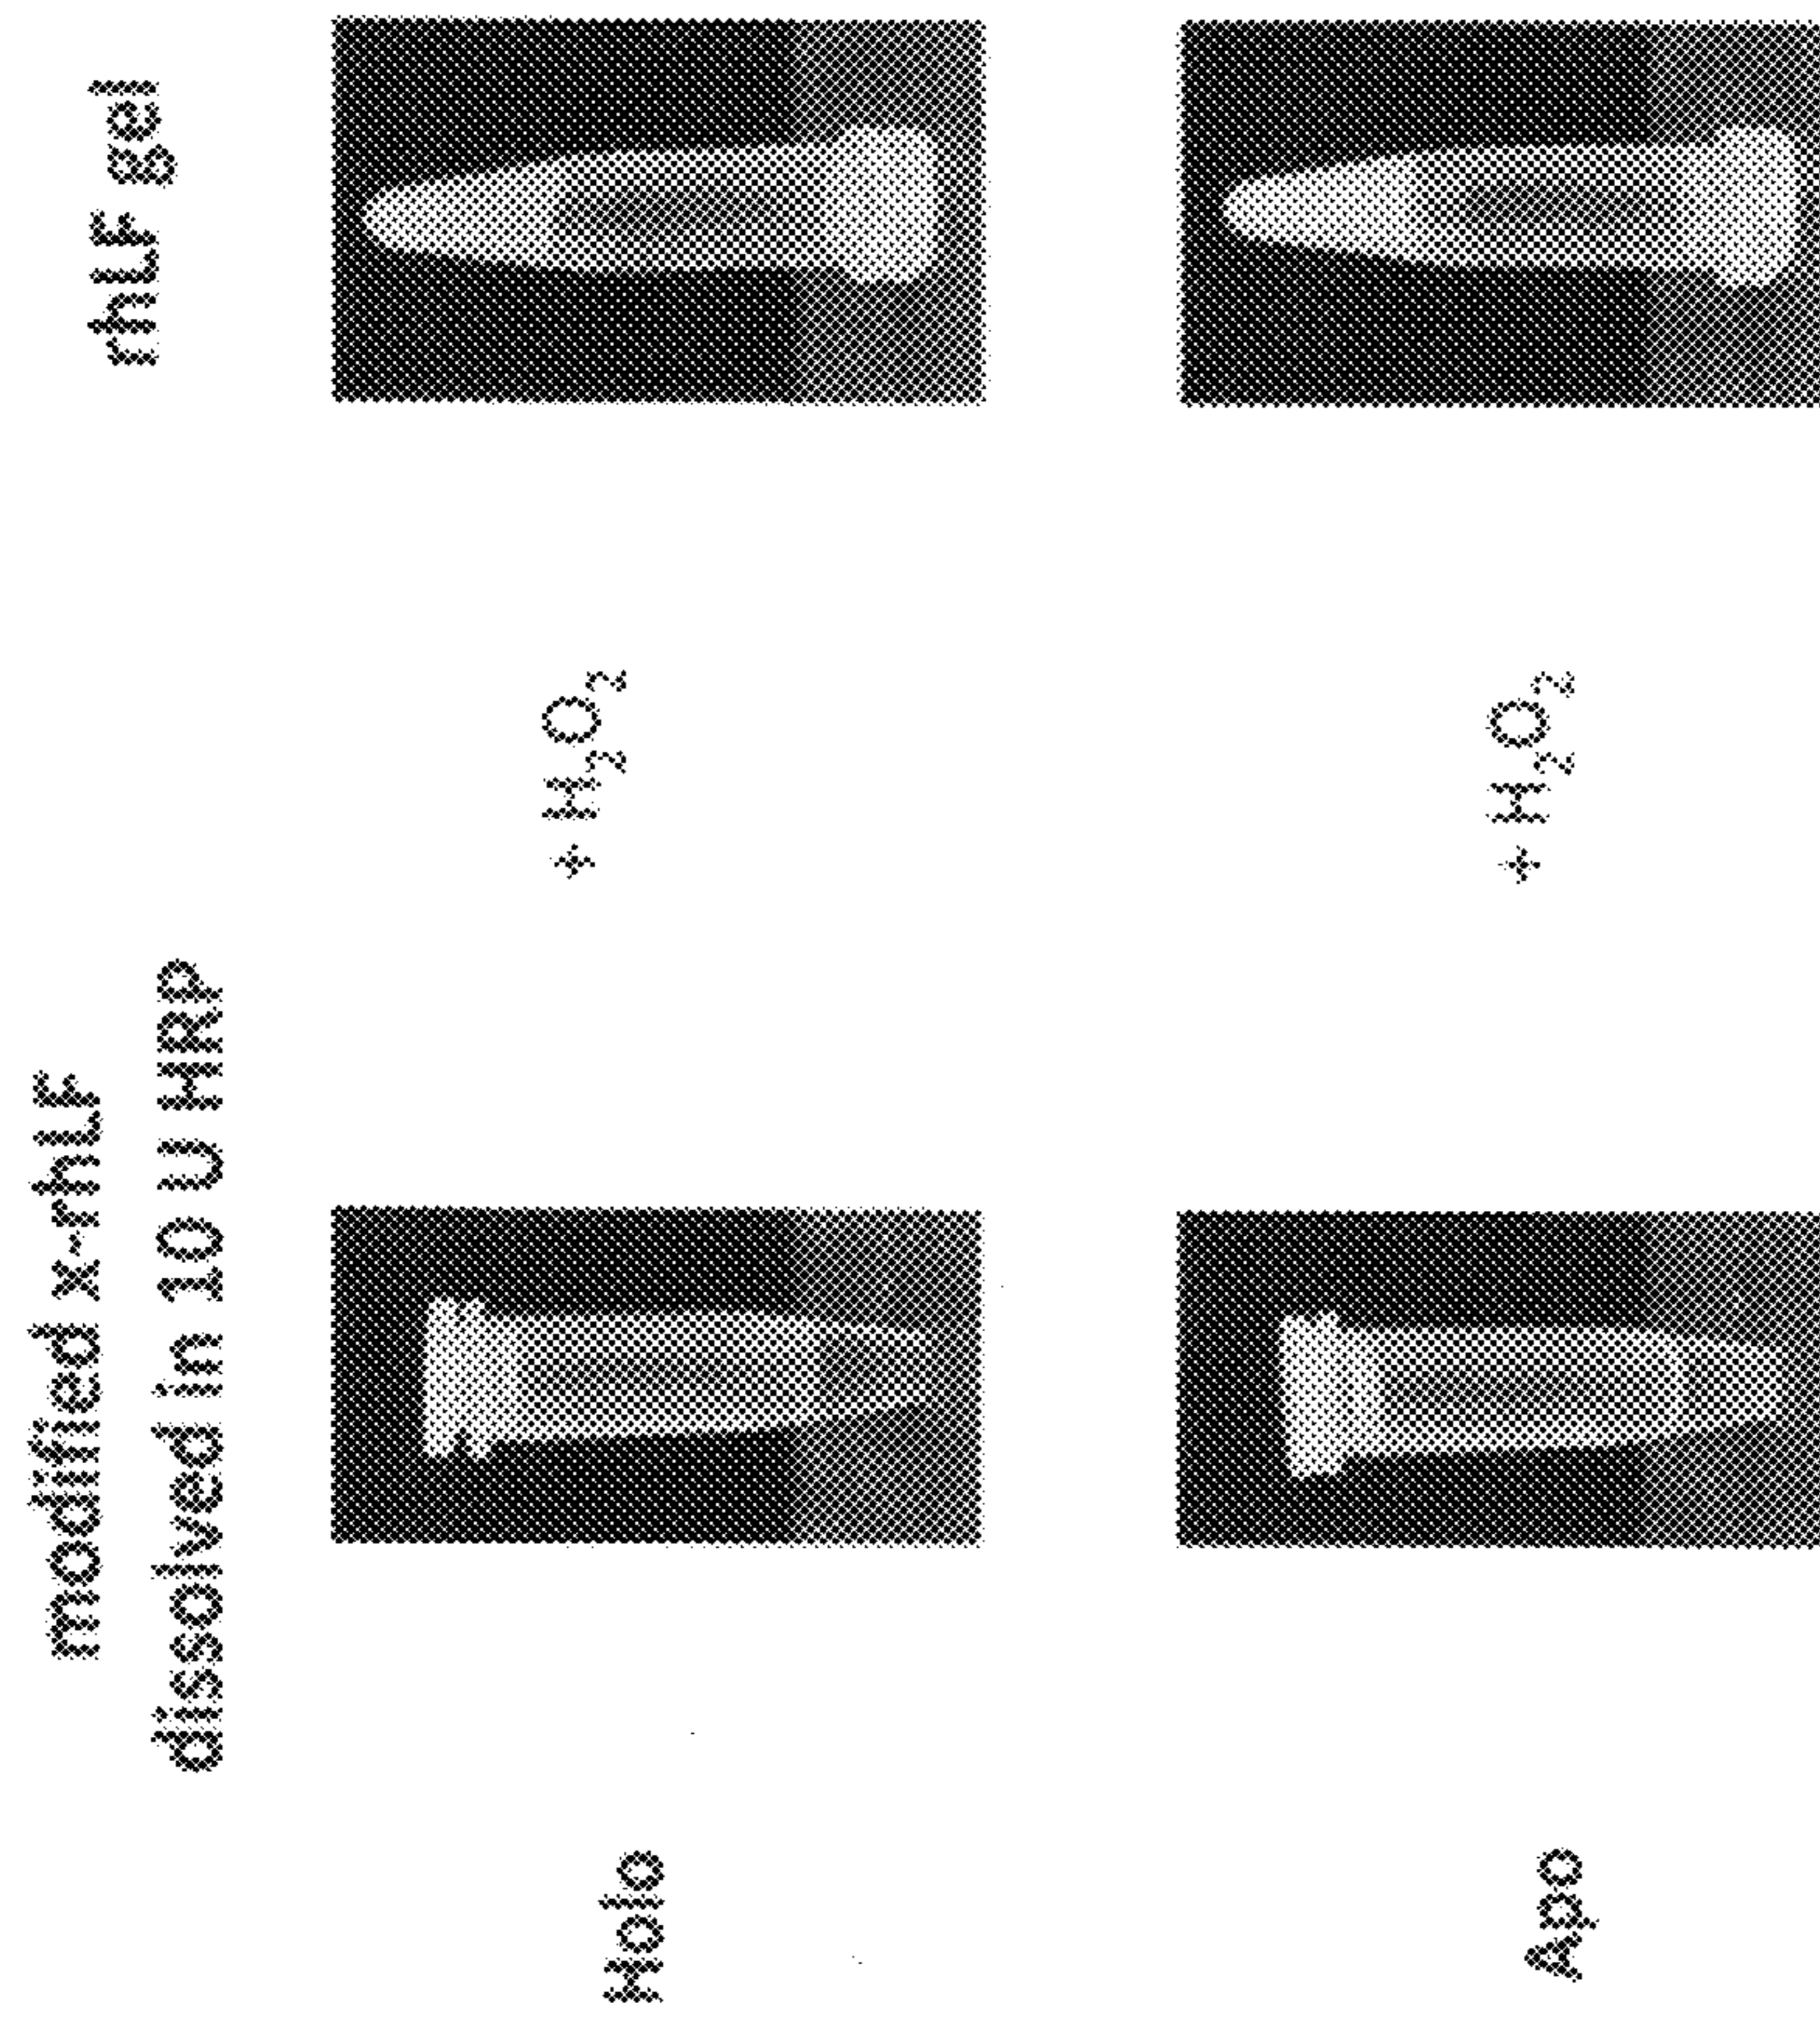 modified x-rhLF
dissolved in 10 U HRP
rhLF gel
Holo
+ H₂O₂
Apo
+ H₂O₂